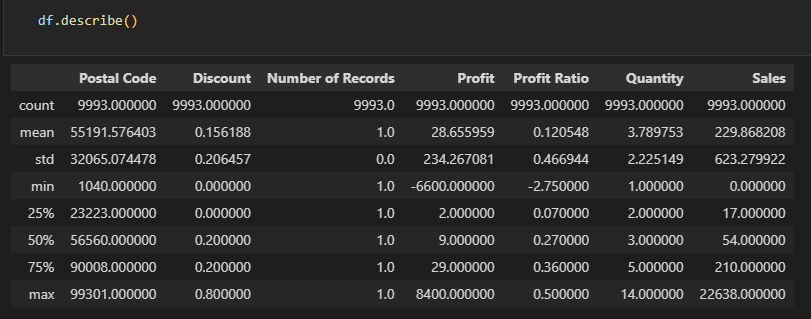 df.describe()
Postal Code Discount Number of Records Profit Profit Ratio Quantity Sales
count 9993.000000 9993.000000 9993.0 9993.000000 9993.000000 9993.000000 9993.000000
mean 55191.576403 0.156188 1.0 28.655959 0.120548 3.789753 229.868208
std 32065.074478 0.206457 0.0 234.267081 0.466944 2.225149 623.279922
min 1040.000000 0.000000 1.0 -6600.000000 -2.750000 1.000000 0.000000
25% 23223.000000 0.000000 1.0 2.000000 0.070000 2.000000 17.000000
50% 56560.000000 0.200000 1.0 9.000000 0.270000 3.000000 54.000000
75% 90008.000000 0.200000 1.0 29.000000 0.360000 5.000000 210.000000
max 99301.000000 0.800000 1.0 8400.000000 0.500000 14.000000 22638.000000